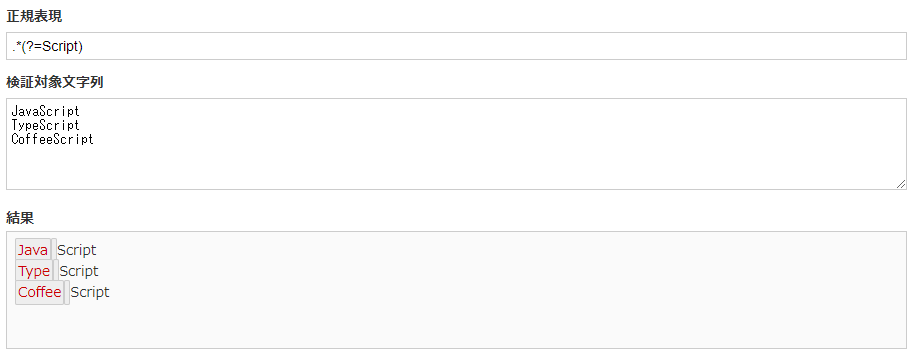 正規表現
.*(?=Script)
検証対象文字列
JavaScript
TypeScript
CoffeeScript
結果
Java Script
Type Script
Coffee Script